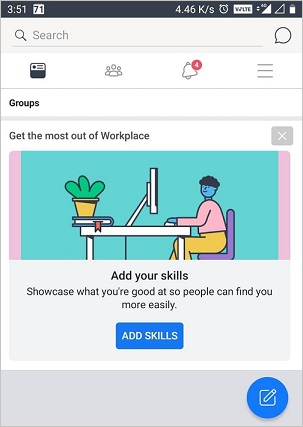 3:51 71 4.46 K/s VoLTE 4G
Search
4
Groups
Get the most out of Workplace
Add your skills
Showcase what you're good at so people can find you
more easily.
ADD SKILLS